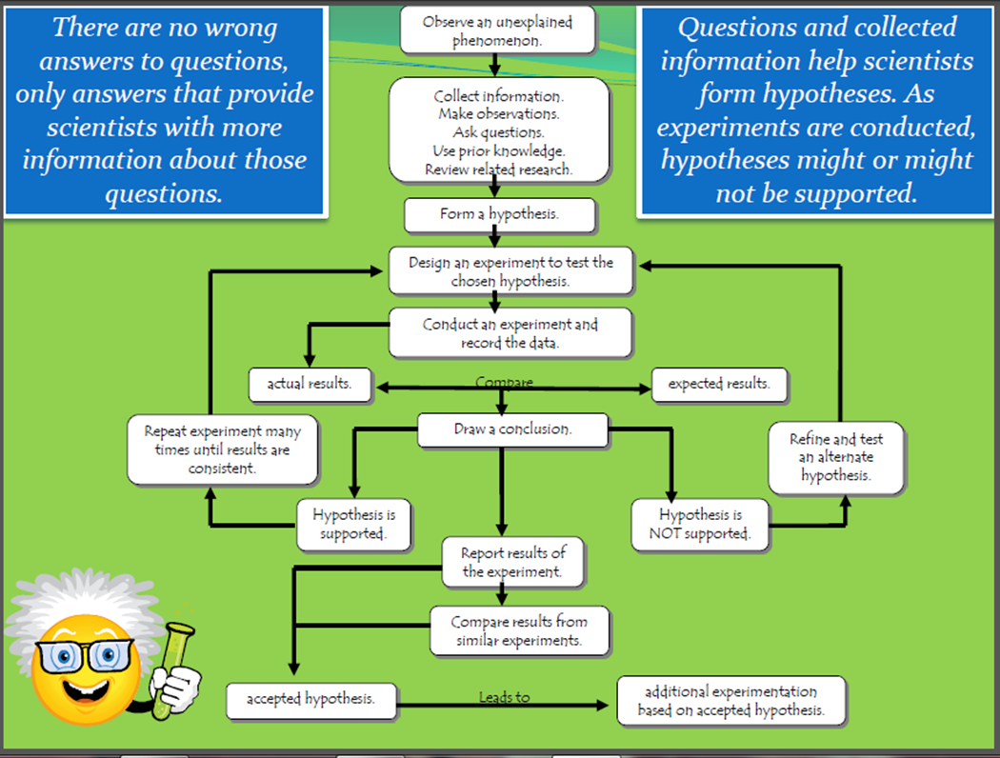 There are no wrong
answers to questions,
only answers that provide
scientists with more
information about those
questions.
Questions and collected
information help scientists
form hypotheses. As
experiments are conducted,
hypotheses might or might
not be supported.
Observe an unexplained
phenomenon.
Collect information.
Make observations.
Ask questions.
Use prior knowledge.
Review related research.
Form a hypothesis.
Design an experiment to test the
chosen hypothesis.
Conduct an experiment and
record the data.
actual results.
Compare
expected results.
Draw a conclusion.
Repeat experiment many
times until results are
consistent.
Refine and test
an alternate
hypothesis.
Hypothesis is
supported.
Hypothesis is
NOT supported.
Report results of
the experiment.
Compare results from
similar experiments.
accepted hypothesis.
Leads to
additional experimentation
based on accepted hypothesis.